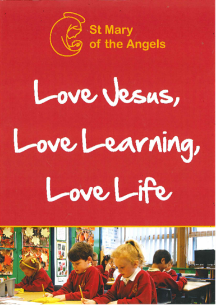 St Mary
of the Angels
Love Jesus,
Love Learning,
Love Life